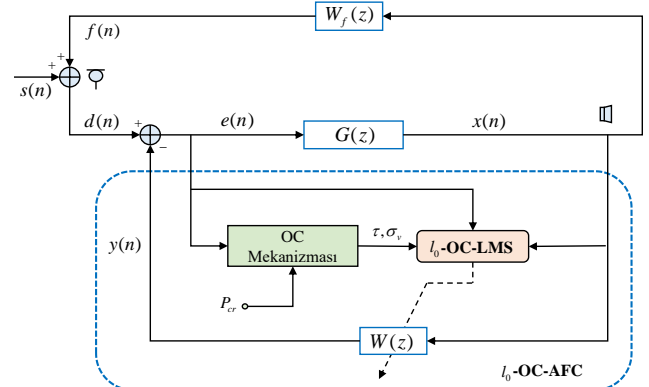 W_f(z)
f(n)
+
+
s(n)
d(n)
+
−
e(n)
G(z)
x(n)
y(n)
OC
Mekanizması
τ,σ_v
l_0-OC-LMS
P_cr
W(z)
l_0-OC-AFC